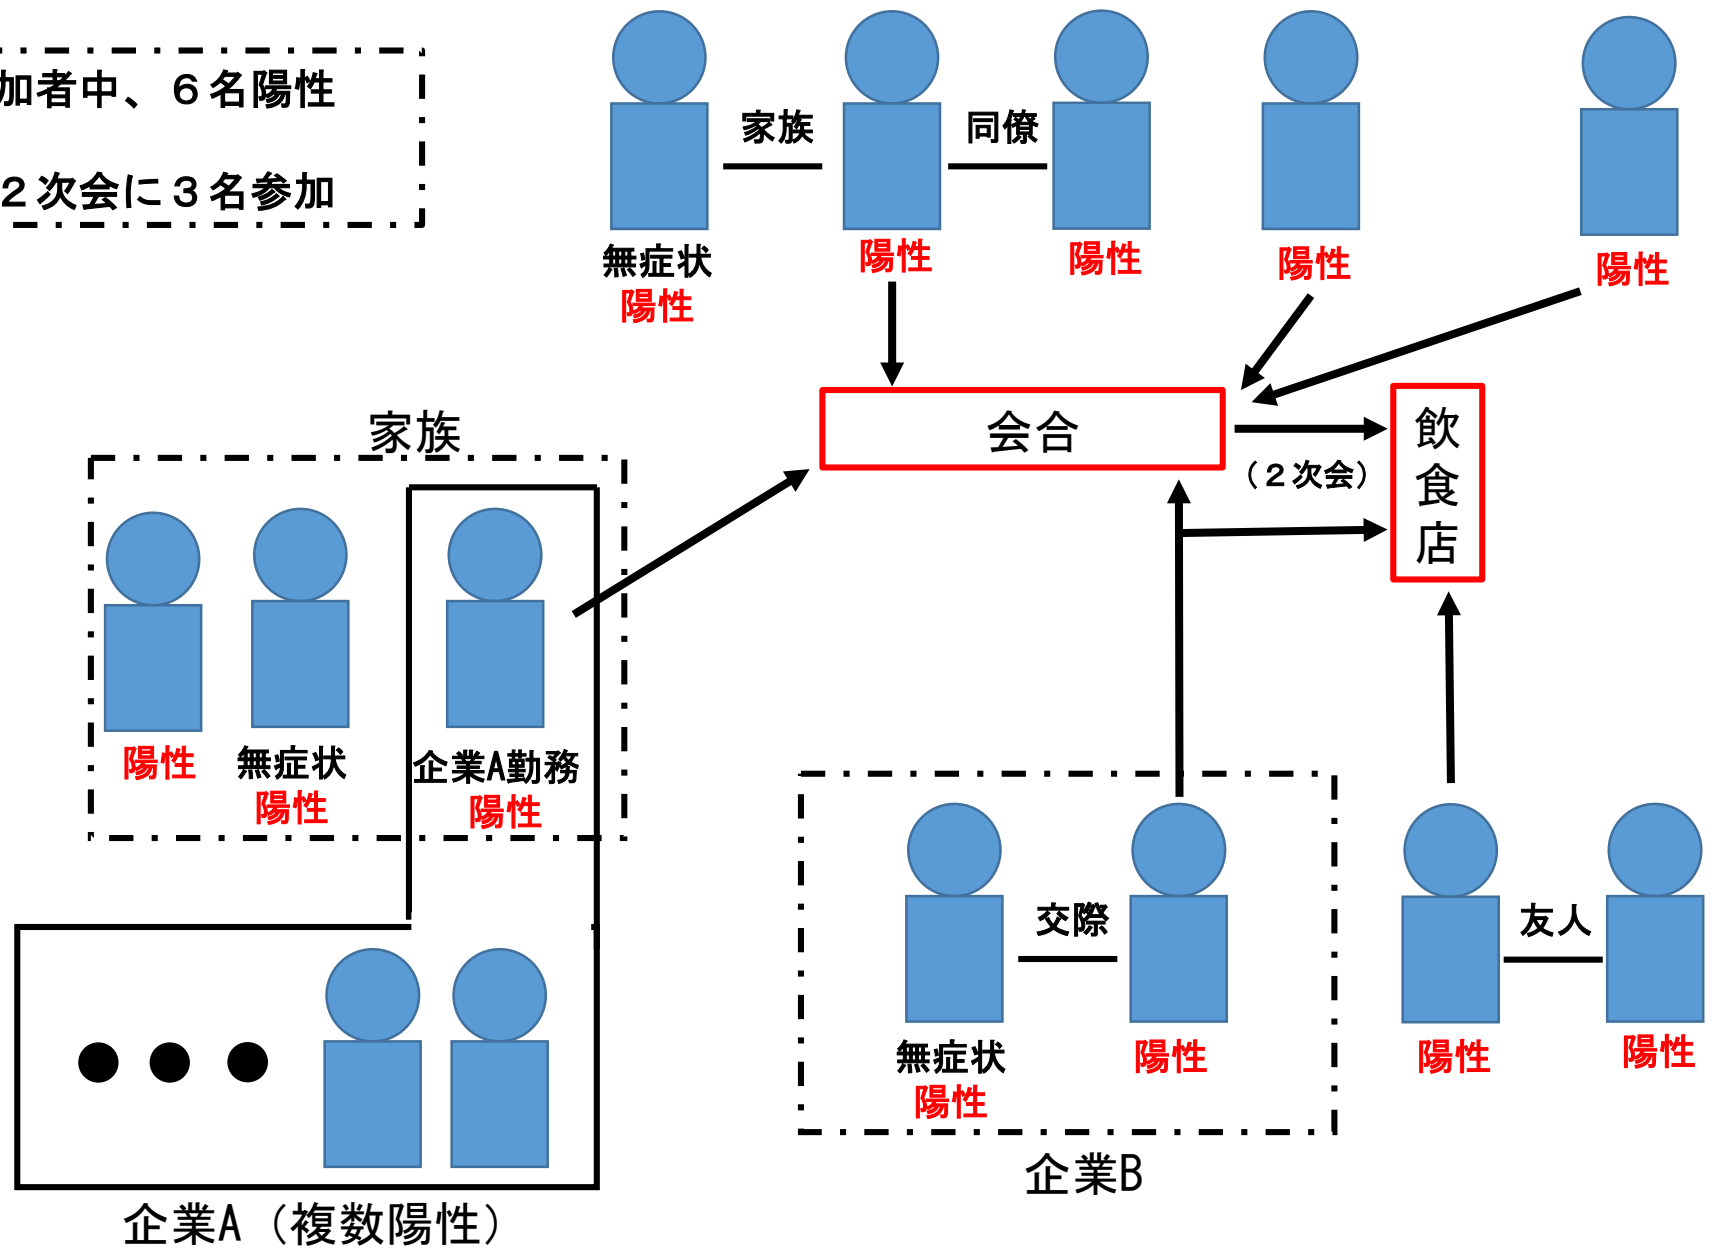 加者中、６名陽性
２次会に３名参加
家族
同僚
無症状
陽性
陽性
陽性
陽性
陽性
会合
（２次会）
飲食店
家族
陽性
無症状
陽性
企業A勤務
陽性
交際
無症状
陽性
陽性
企業B
友人
陽性
陽性
企業A（複数陽性）